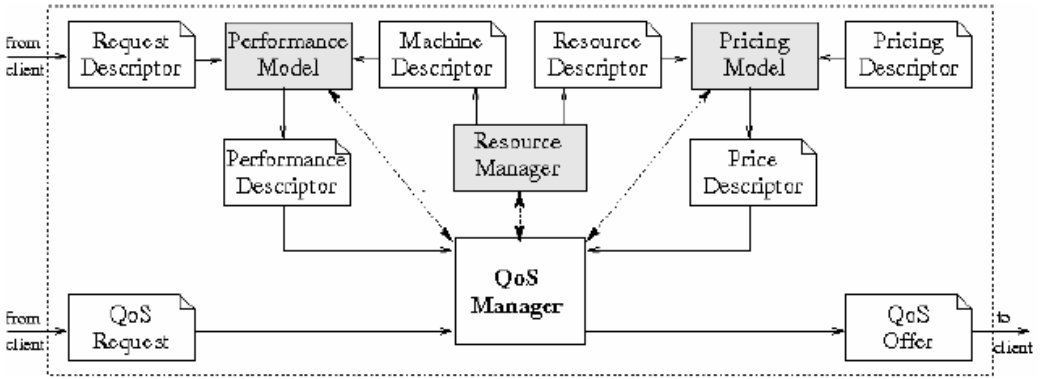 from
client
Request
Descriptor
Performance
Model
Machine
Descriptor
Resource
Descriptor
Pricing
Model
Pricing
Descriptor
Performance
Descriptor
Resource
Manager
Price
Descriptor
QoS
Manager
from
client
QoS
Request
QoS
Offer
to
client